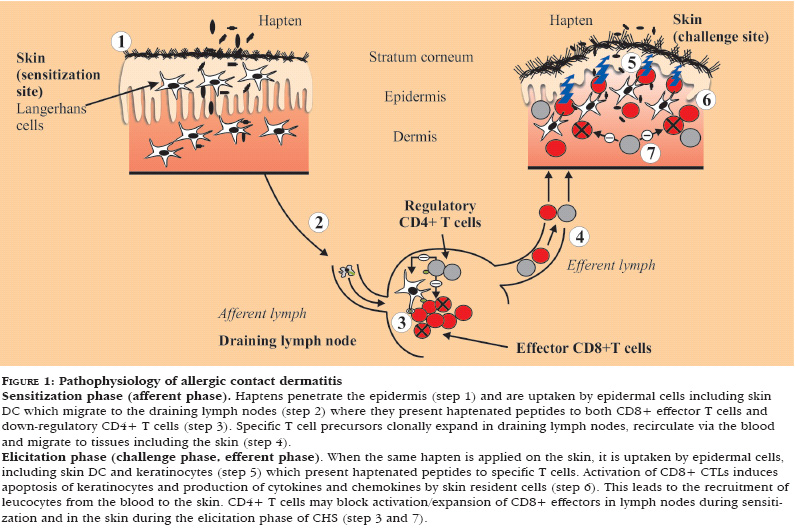 Hapten
1
Skin
(sensitization
site)
Langerhans
cells
Stratum corneum
Epidermis
Dermis
Hapten
Skin
(challenge site)
5
6
7
2
Regulatory
CD4+ T cells
4
Efferent lymph
3
Afferent lymph
Draining lymph node
Effector CD8+T cells
FIGURE 1: Pathophysiology of allergic contact dermatitis
Sensitization phase (afferent phase). Haptens penetrate the epidermis (step 1) and are uptaken by epidermal cells including skin
DC which migrate to the draining lymph nodes (step 2) where they present haptenated peptides to both CD8+ effector T cells and
down-regulatory CD4+ T cells (step 3). Specific T cell precursors clonally expand in draining lymph nodes, recirculate via the blood
and migrate to tissues including the skin (step 4).
Elicitation phase (challenge phase, efferent phase). When the same hapten is applied on the skin, it is uptaken by epidermal cells,
including skin DC and keratinocytes (step 5) which present haptenated peptides to specific T cells. Activation of CD8+ CTLs induces
apoptosis of keratinocytes and production of cytokines and chemokines by skin resident cells (step 6). This leads to the recruitment of
leucocytes from the blood to the skin. CD4+ T cells may block activation/expansion of CD8+ effectors in lymph nodes during sensiti-
zation and in the skin during the elicitation phase of CHS (step 3 and 7).